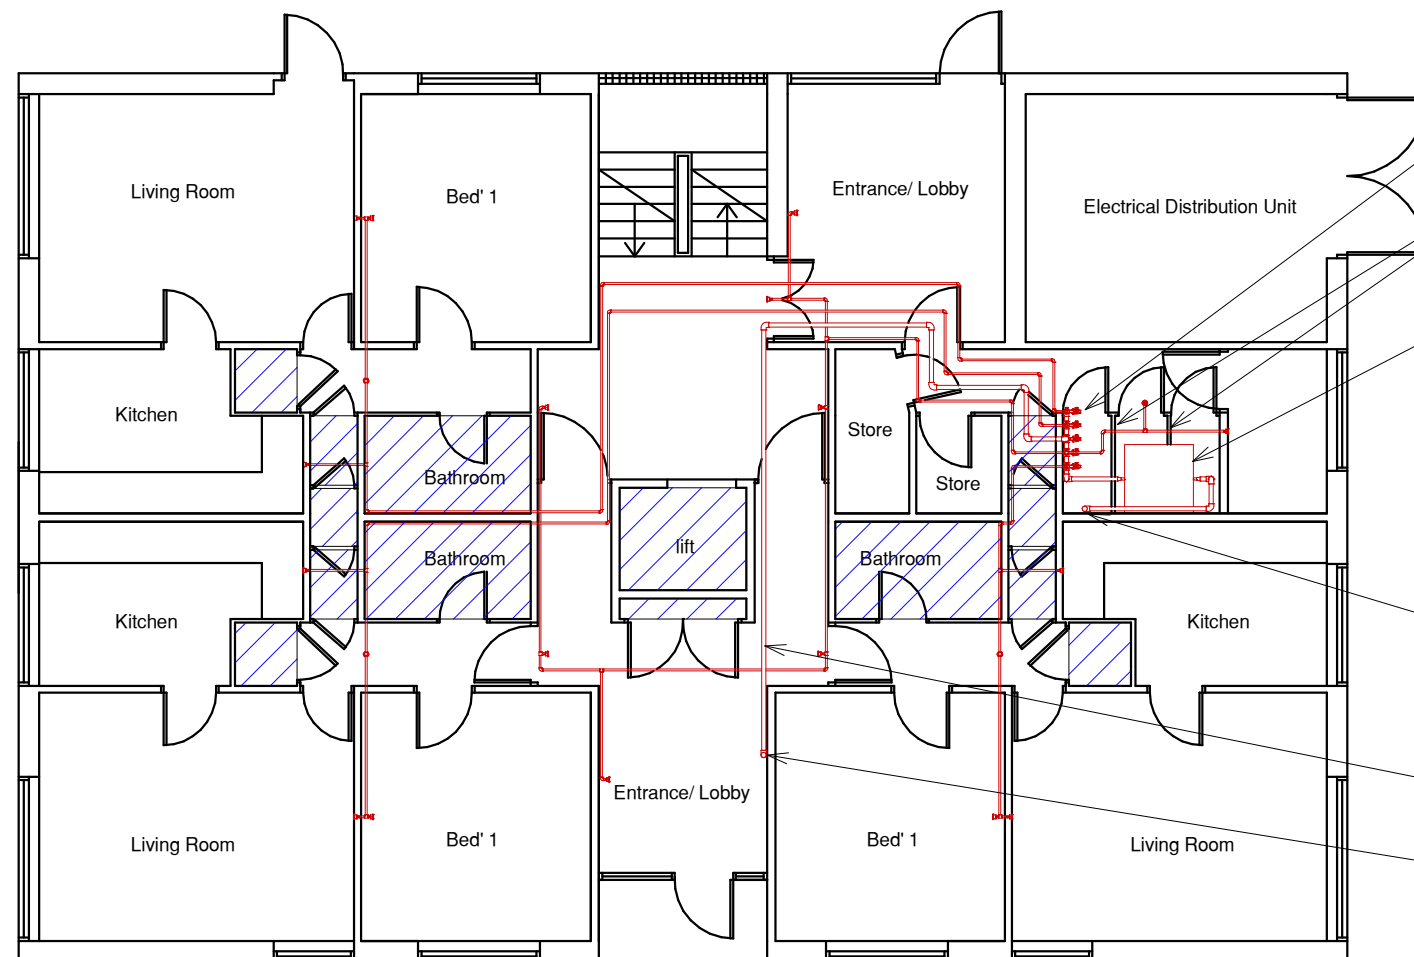 Entrance/ Lobby
Living Room
Bed' 1
Electrical Distribution Unit
Kitchen
Store
Bathroom
Store
lift
Bathroom
Bathroom
Kitchen
Kitchen
Entrance/ Lobby
Living Room
Bed' 1
Bed' 1
Living Room